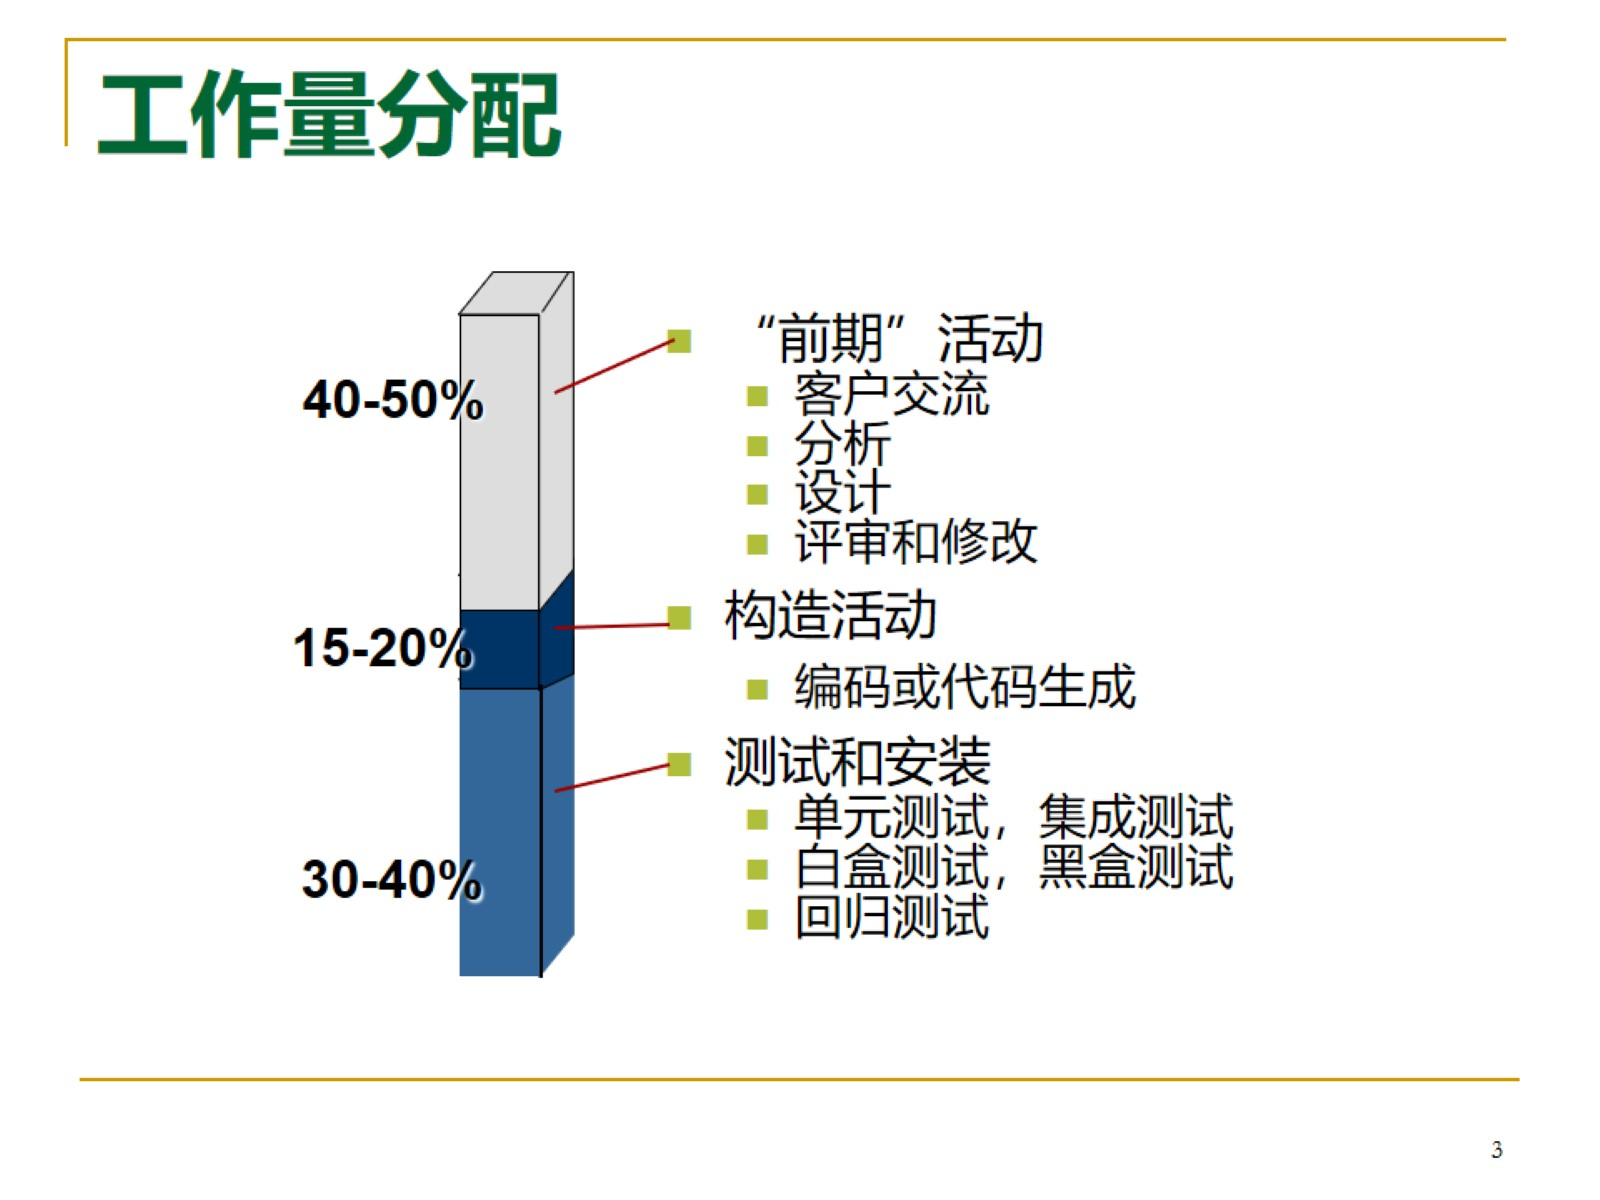 工作量分配
40-50%
“前期”活动
客户交流
分析
设计
评审和修改
15-20%
构造活动
编码或代码生成
测试和安装
单元测试，集成测试
白盒测试，黑盒测试
30-40%
回归测试
3